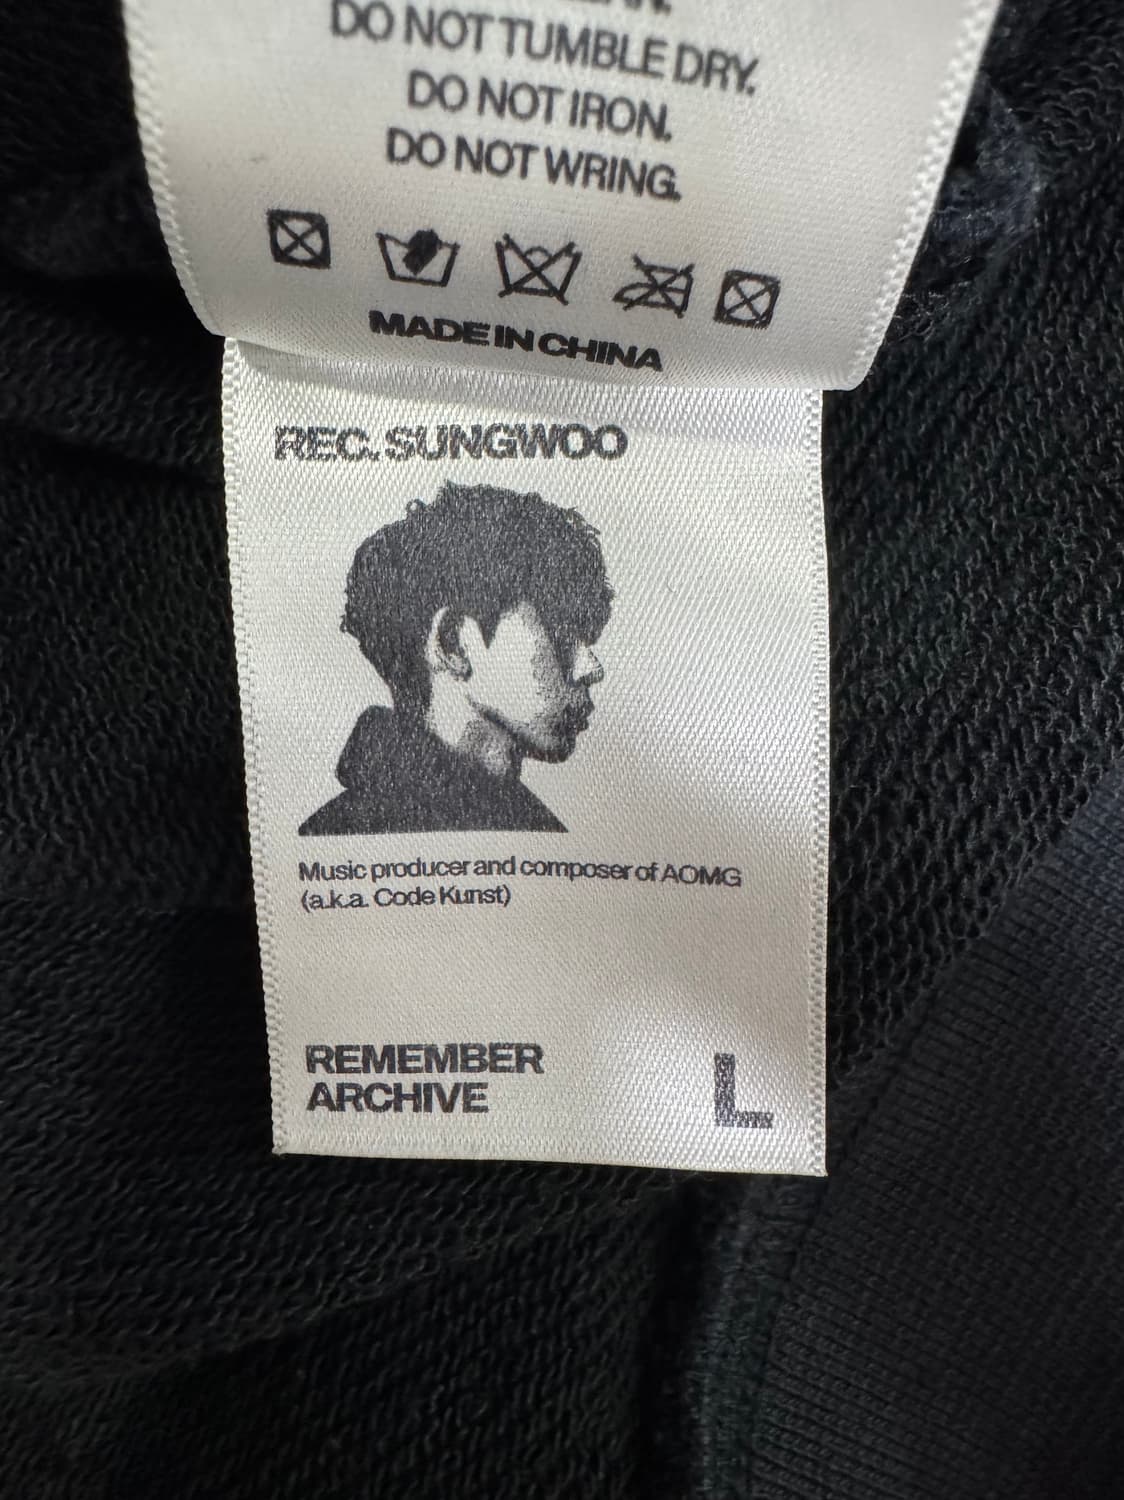 DO NOT TUMBLE DRY.
DO NOT IRON.
DO NOT WRING.
MADE IN CHINA
REC. SUNGWOO
Music producer and composer of AOMG
(a.k.a. Code Kunst)
REMEMBER
ARCHIVE
L